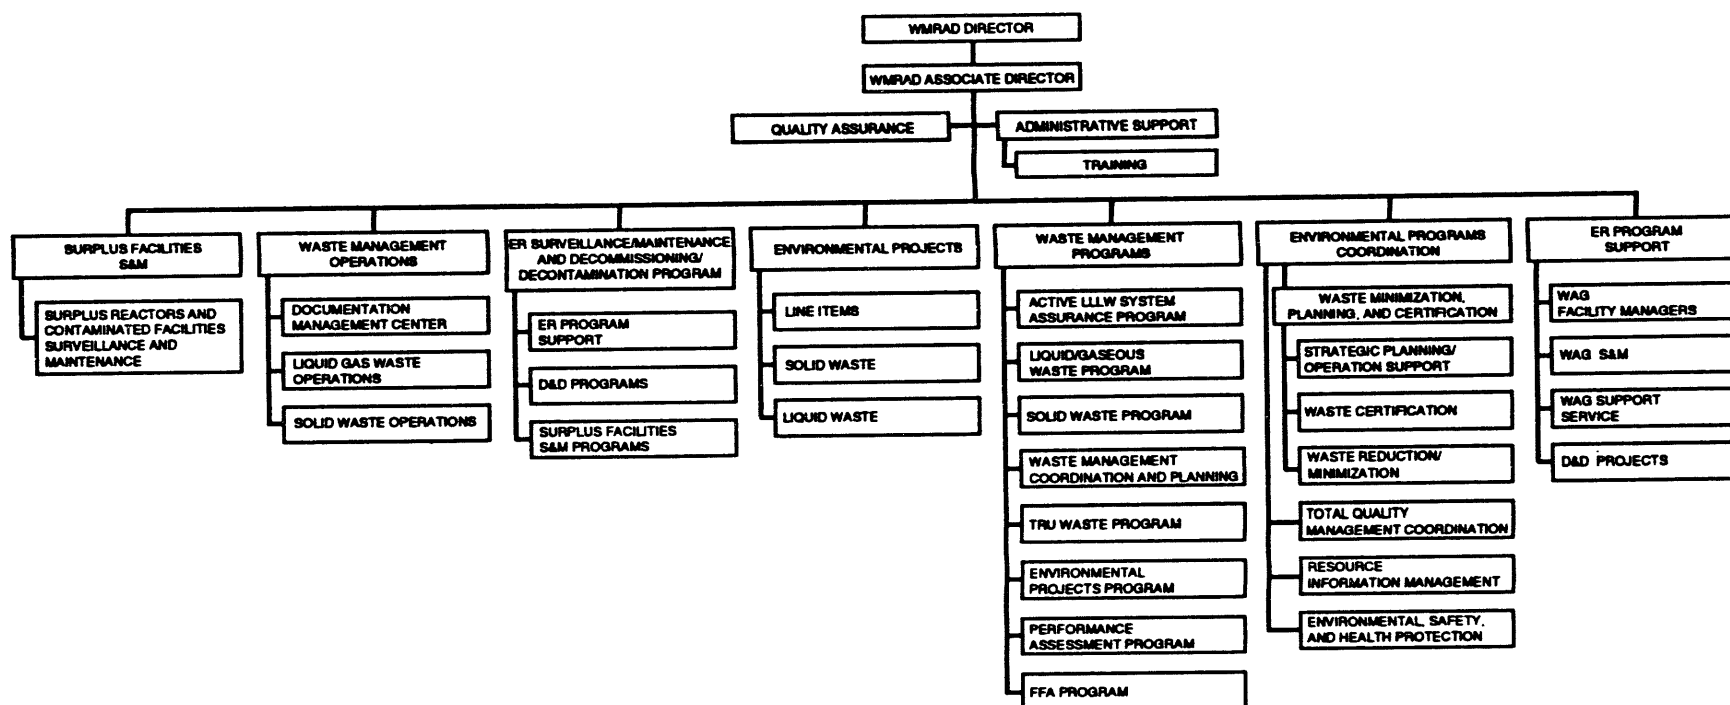 WMRAD DIRECTOR
WMRAD ASSOCIATE DIRECTOR
QUALITY ASSURANCE
ADMINISTRATIVE SUPPORT
TRAINING
SURPLUS FACILITIES
S&M
SURPLUS REACTORS AND
CONTAMINATED FACILITIES
SURVEILLANCE AND
MAINTENANCE
WASTE MANAGEMENT
OPERATIONS
DOCUMENTATION
MANAGEMENT CENTER
LIQUID GAS WASTE
OPERATIONS
SOLID WASTE OPERATIONS
ER SURVEILLANCE/MAINTENANCE
AND DECOMMISSIONING/
DECONTAMINATION PROGRAM
ER PROGRAM
SUPPORT
D&D PROGRAMS
SURPLUS FACILITIES
S&M PROGRAMS
ENVIRONMENTAL PROJECTS
LINE ITEMS
SOLID WASTE
LIQUID WASTE
WASTE MANAGEMENT
PROGRAMS
ACTIVE LLLW SYSTEM
ASSURANCE PROGRAM
LIQUID/GASEOUS
WASTE PROGRAM
SOLID WASTE PROGRAM
WASTE MANAGEMENT
COORDINATION AND PLANNING
TRU WASTE PROGRAM
ENVIRONMENTAL
PROJECTS PROGRAM
PERFORMANCE
ASSESSMENT PROGRAM
FFA PROGRAM
ENVIRONMENTAL PROGRAMS
COORDINATION
WASTE MINIMIZATION,
PLANNING, AND CERTIFICATION
STRATEGIC PLANNING/
OPERATION SUPPORT
WASTE CERTIFICATION
WASTE REDUCTION/
MINIMIZATION
TOTAL QUALITY
MANAGEMENT COORDINATION
RESOURCE
INFORMATION MANAGEMENT
ENVIRONMENTAL, SAFETY,
AND HEALTH PROTECTION
ER PROGRAM
SUPPORT
WAG
FACILITY MANAGERS
WAG S&M
WAG SUPPORT
SERVICE
D&D PROJECTS